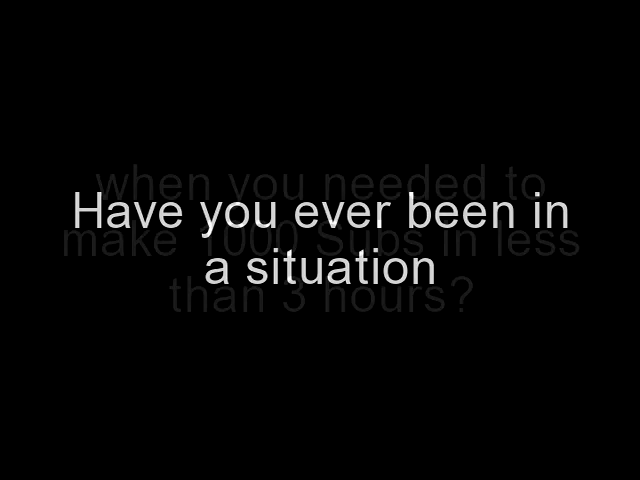 Have you ever been in
a situation
when you needed to
make 1000 Subs in less
than 3 hours?